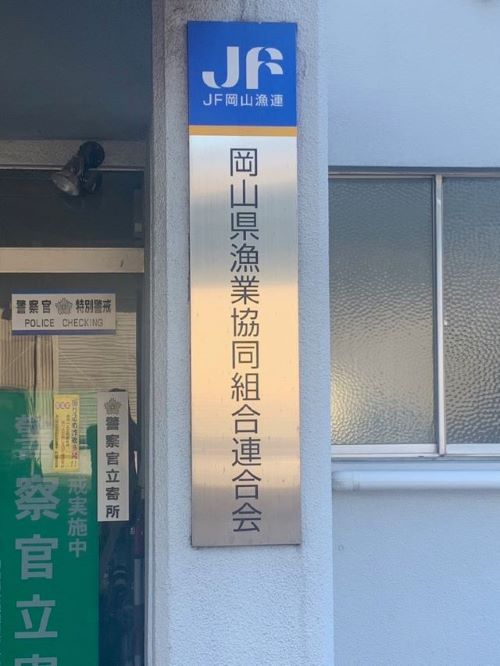 JF
JF岡山漁連
岡山県漁業協同組合連合会
警察官 特別警戒
POLICE CHECKING
警察官立寄所
戒実施中
警察官立寄